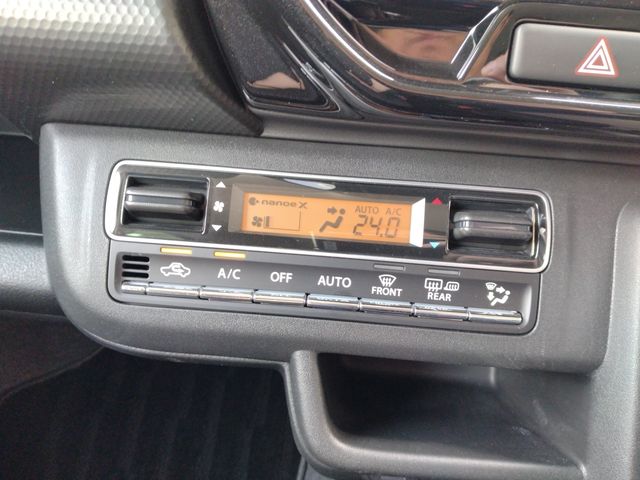 nanoe X
AUTO A/C
24.0
A/C OFF AUTO FRONT REAR